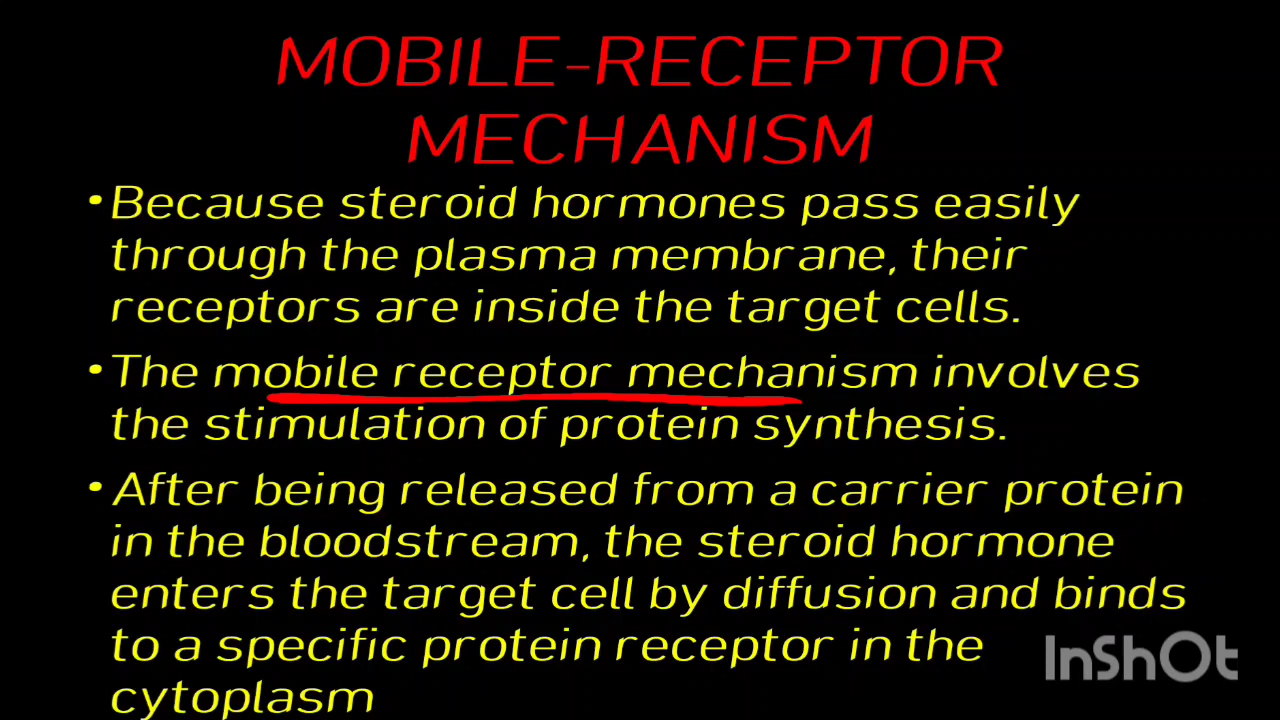 MOBILE-RECEPTOR
MECHANISM
•Because steroid hormones pass easily
through the plasma membrane, their
receptors are inside the target cells.
•The mobile receptor mechanism involves
the stimulation of protein synthesis.
•After being released from a carrier protein
in the bloodstream, the steroid hormone
enters the target cell by diffusion and binds
to a specific protein receptor in the
cytoplasm
InShOt